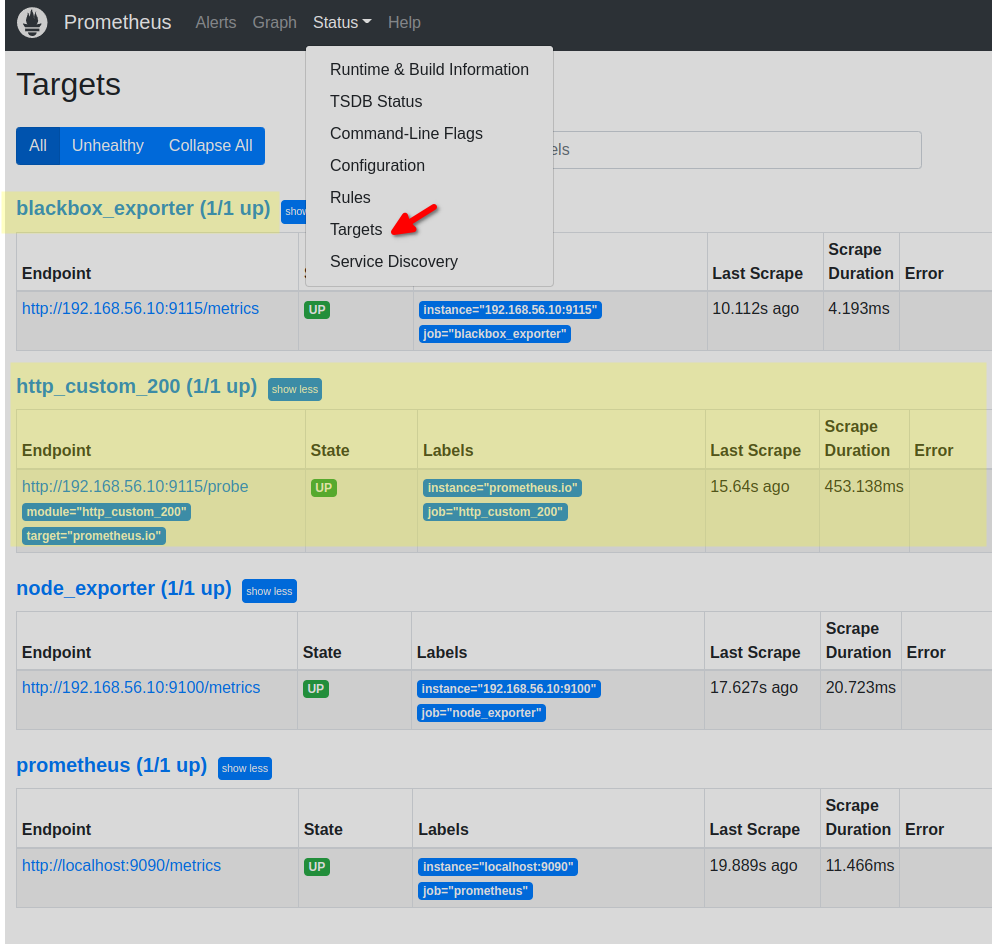 Prometheus Alerts Graph Status Help
Runtime & Build Information
TSDB Status
Command-Line Flags
Configuration
Rules
Targets
Service Discovery
Targets
All Unhealthy Collapse All
els
blackbox_exporter (1/1 up) show
Endpoint S Last Scrape Scrape Duration Error
http://192.168.56.10:9115/metrics UP instance="192.168.56.10:9115" 10.112s ago 4.193ms
job="blackbox_exporter"
http_custom_200 (1/1 up) show less
Endpoint State Labels Last Scrape Scrape Duration Error
http://192.168.56.10:9115/probe UP instance="prometheus.io" 15.64s ago 453.138ms
module="http_custom_200" job="http_custom_200"
target="prometheus.io"
node_exporter (1/1 up) show less
Endpoint State Labels Last Scrape Scrape Duration Error
http://192.168.56.10:9100/metrics UP instance="192.168.56.10:9100" 17.627s ago 20.723ms
job="node_exporter"
prometheus (1/1 up) show less
Endpoint State Labels Last Scrape Scrape Duration Error
http://localhost:9090/metrics UP instance="localhost:9090" 19.889s ago 11.466ms
job="prometheus"